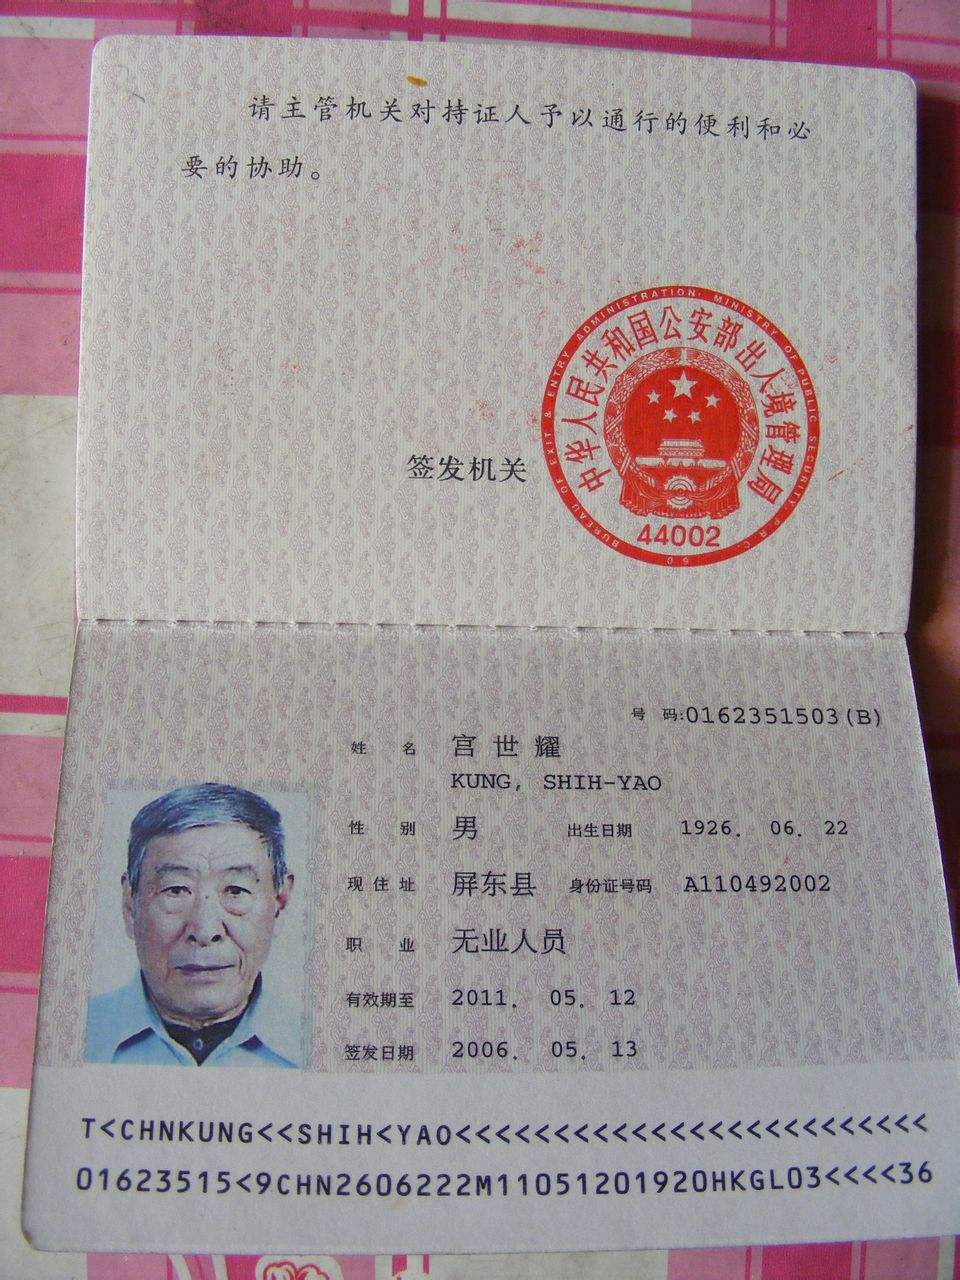 请主管机关对持证人予以通行的便利和必
要的协助。
BUREAU OF EXIT & ENTRY ADMINISTRATION· MINISTRY OF PUBLIC SECURITY.P.R.C.
中华人民共和国公安部出入境管理局
签发机关
44002
号 码:0162351503(B)
姓 名 宫世耀
KUNG, SHIH-YAO
性 别 男 出生日期 1926. 06. 22
现住址 屏东县 身份证号码 A110492002
职 业 无业人员
有效期至 2011. 05. 12
签发日期 2006. 05. 13
T<CHNKUNG<<SHIH<YAO<<<<<<<<<<<<<<<<<<<<<<<<<
01623515<9CHN2606222M1105120192OHKGL03<<<<36